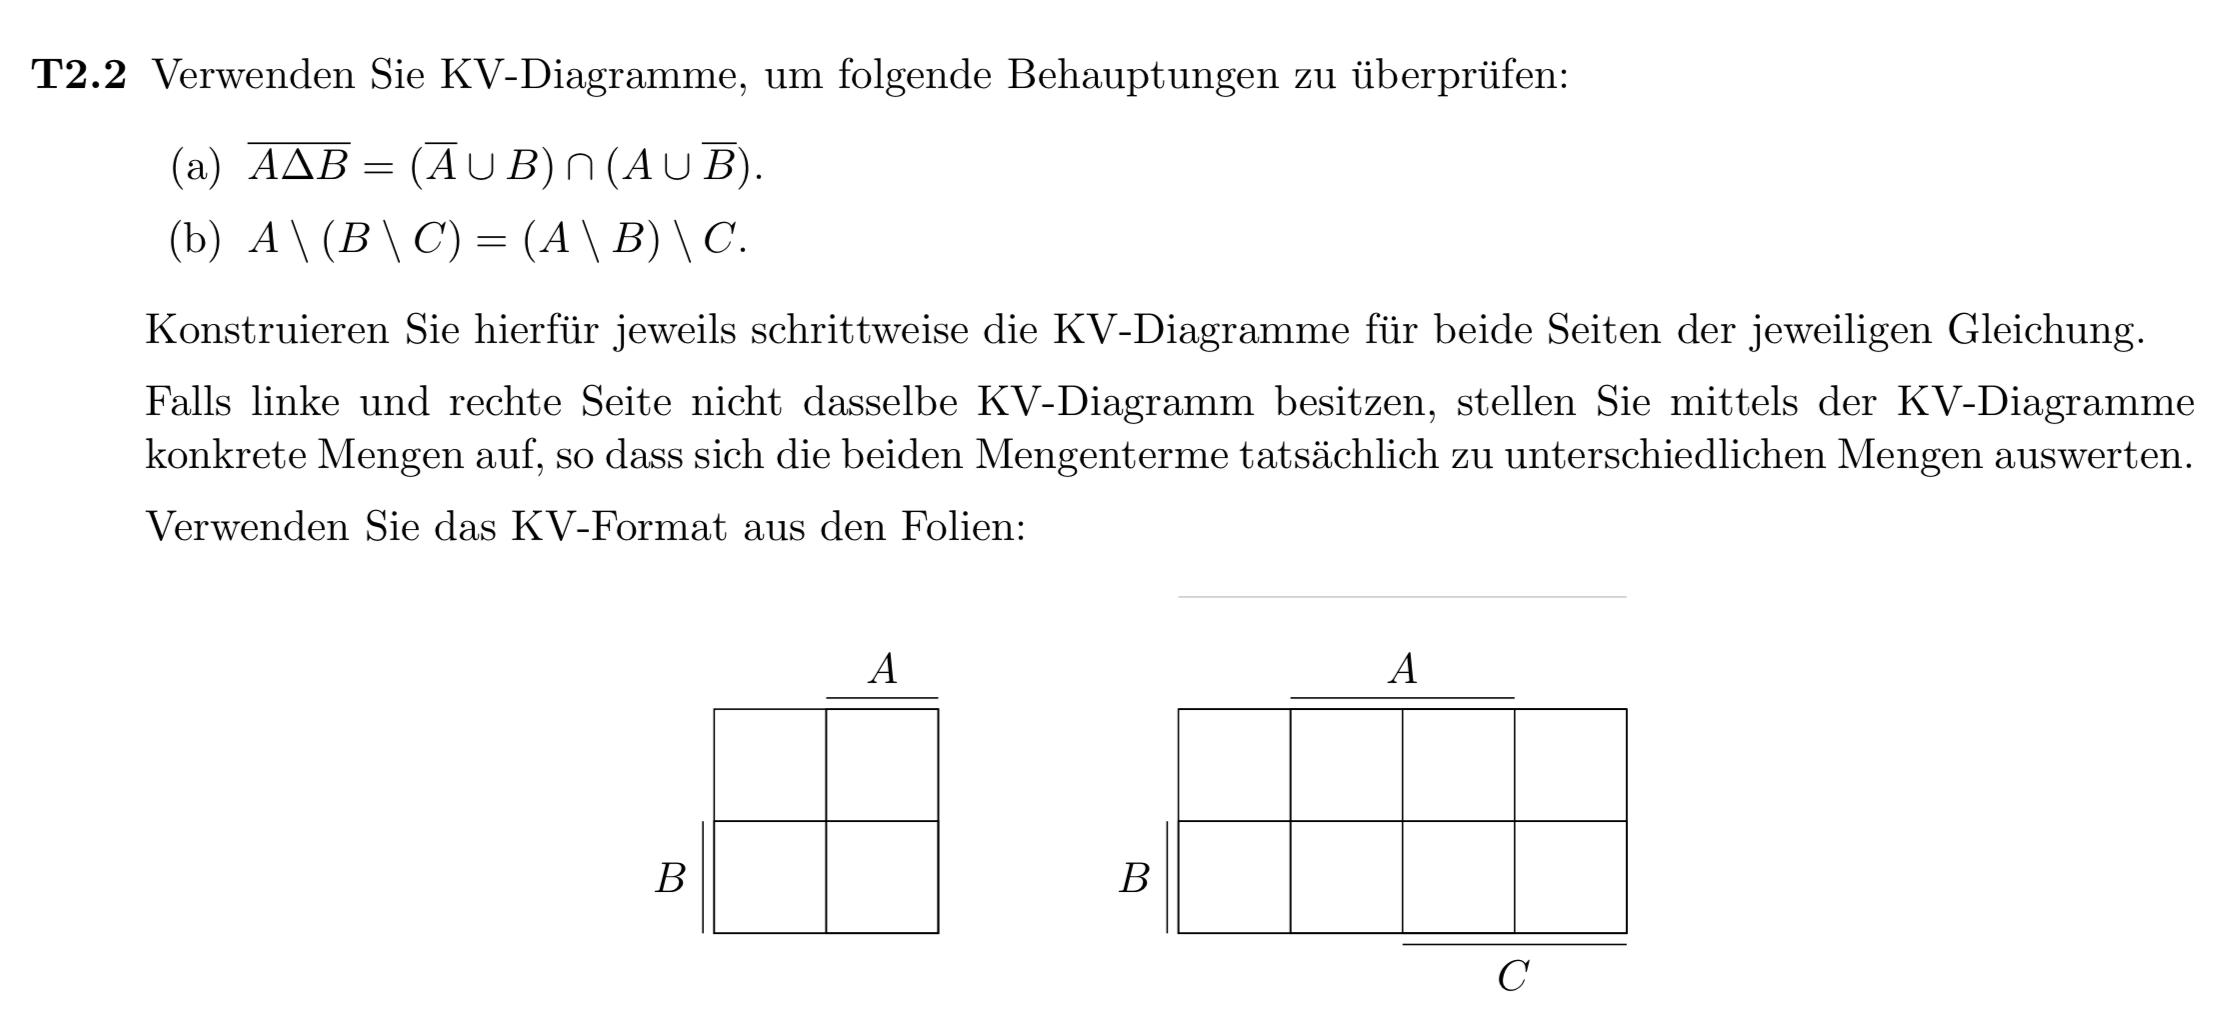 T2.2 Verwenden Sie KV-Diagramme, um folgende Behauptungen zu überprüfen:
(a) $\overline{A \Delta B} = (\overline{A} \cup B) \cap (A \cup \overline{B})$.
(b) $A \setminus (B \setminus C) = (A \setminus B) \setminus C$.
Konstruieren Sie hierfür jeweils schrittweise die KV-Diagramme für beide Seiten der jeweiligen Gleichung.
Falls linke und rechte Seite nicht dasselbe KV-Diagramm besitzen, stellen Sie mittels der KV-Diagramme
konkrete Mengen auf, so dass sich die beiden Mengenterme tatsächlich zu unterschiedlichen Mengen auswerten.
Verwenden Sie das KV-Format aus den Folien:
A
B
A
B
C